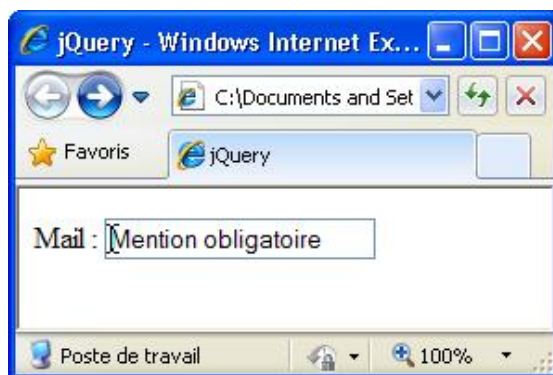 jQuery - Windows Internet Ex...
C:\Documents and Set
Favoris
jQuery
Mail : Mention obligatoire
Poste de travail
100%